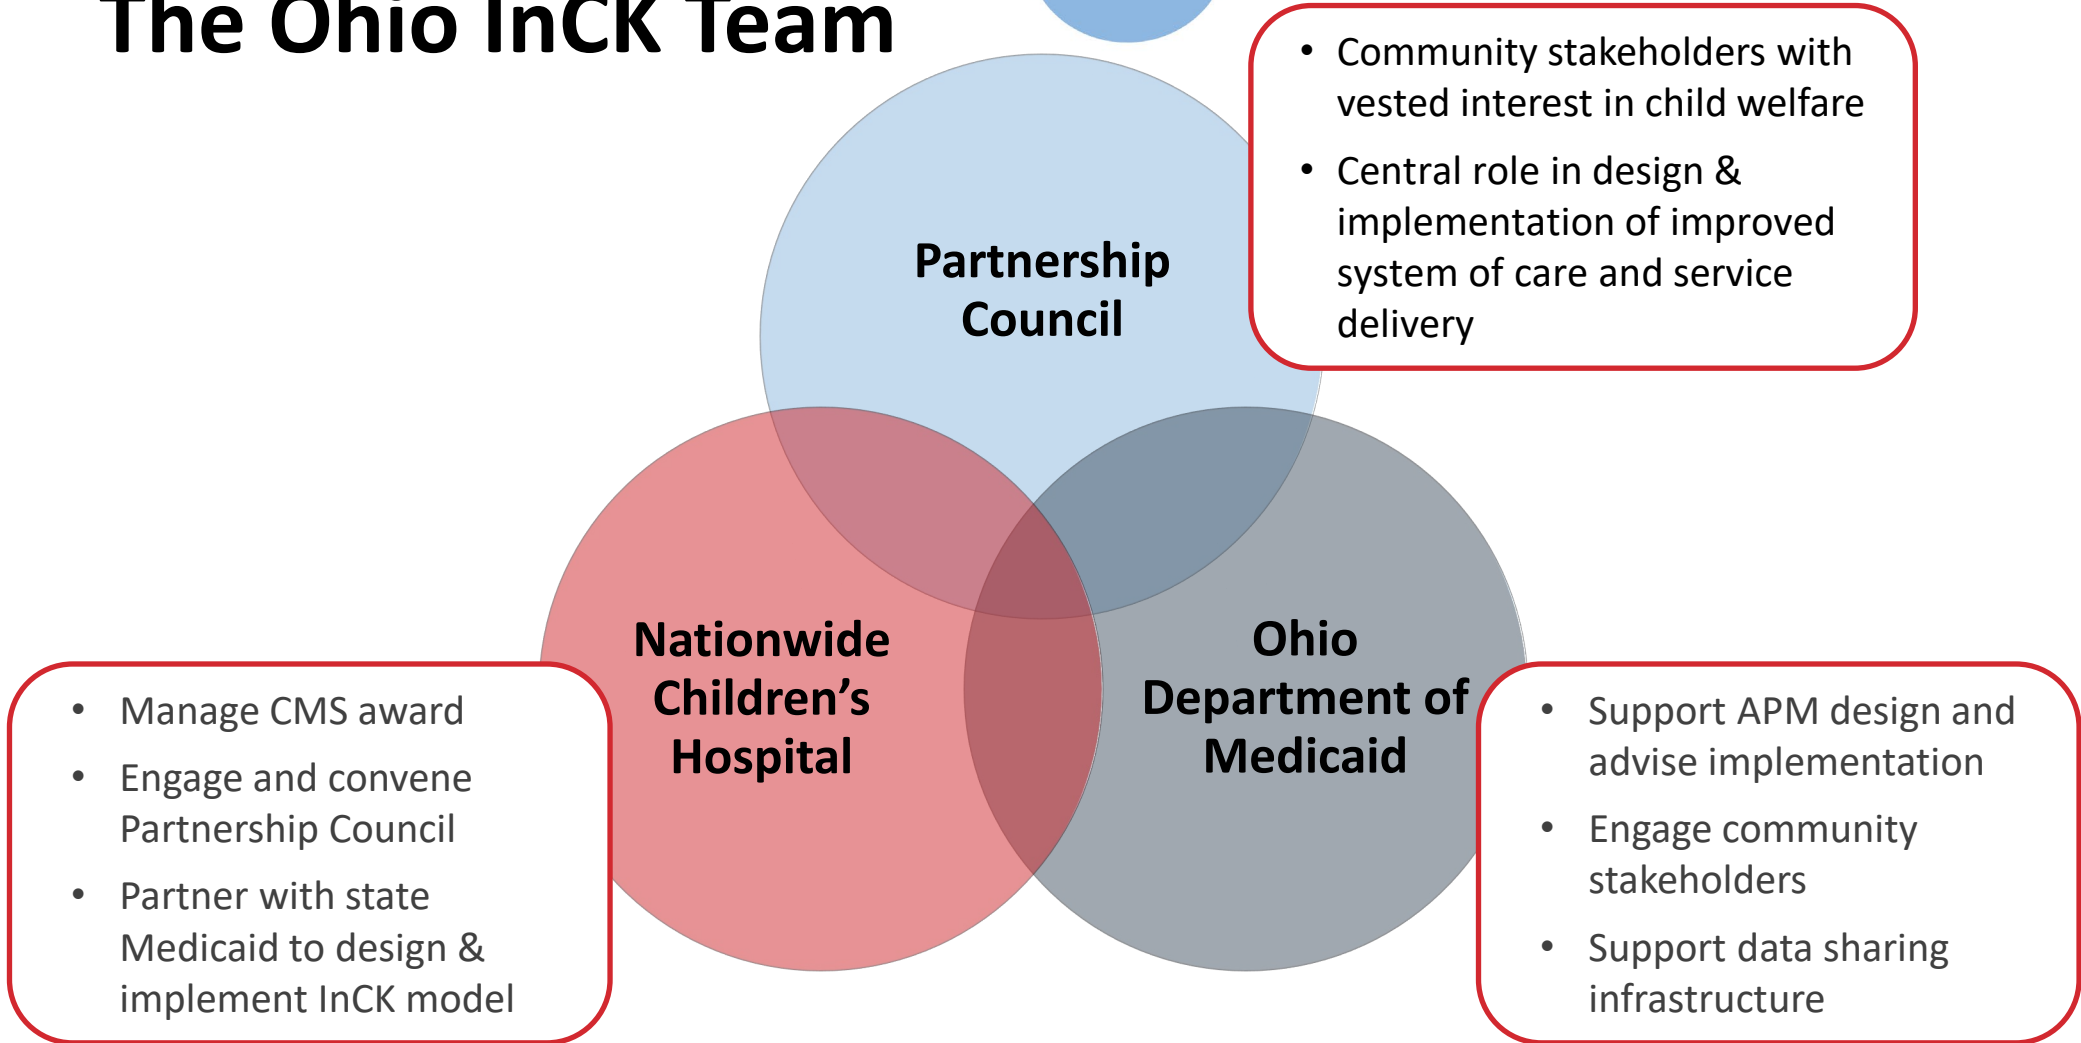 The Ohio InCK Team
• Community stakeholders with
vested interest in child welfare
• Central role in design &
implementation of improved
system of care and service
delivery
Partnership
Council
Nationwide
Children’s
Hospital
Ohio
Department of
Medicaid
• Manage CMS award
• Engage and convene
Partnership Council
• Partner with state
Medicaid to design &
implement InCK model
• Support APM design and
advise implementation
• Engage community
stakeholders
• Support data sharing
infrastructure